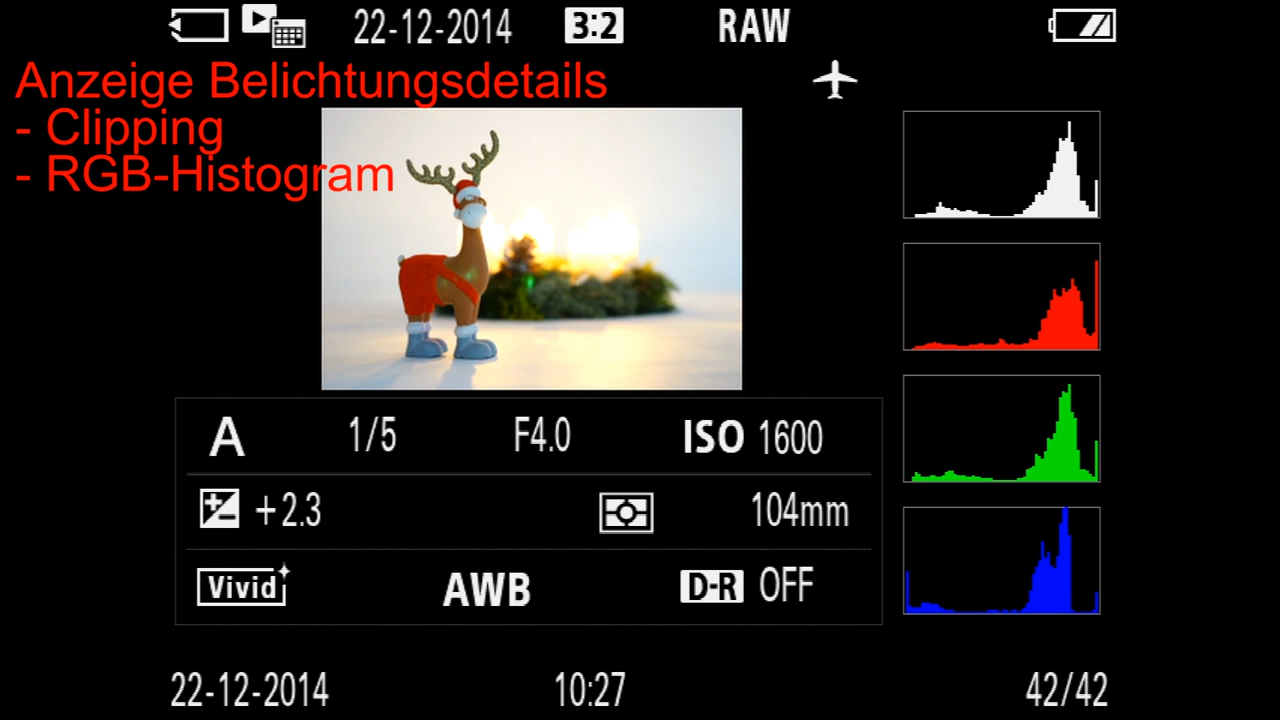 22-12-2014 3:2 RAW
Anzeige Belichtungsdetails
- Clipping
- RGB-Histogram
A 1/5 F4.0 ISO 1600
+2.3 104mm
Vivid AWB D-R OFF
22-12-2014 10:27 42/42